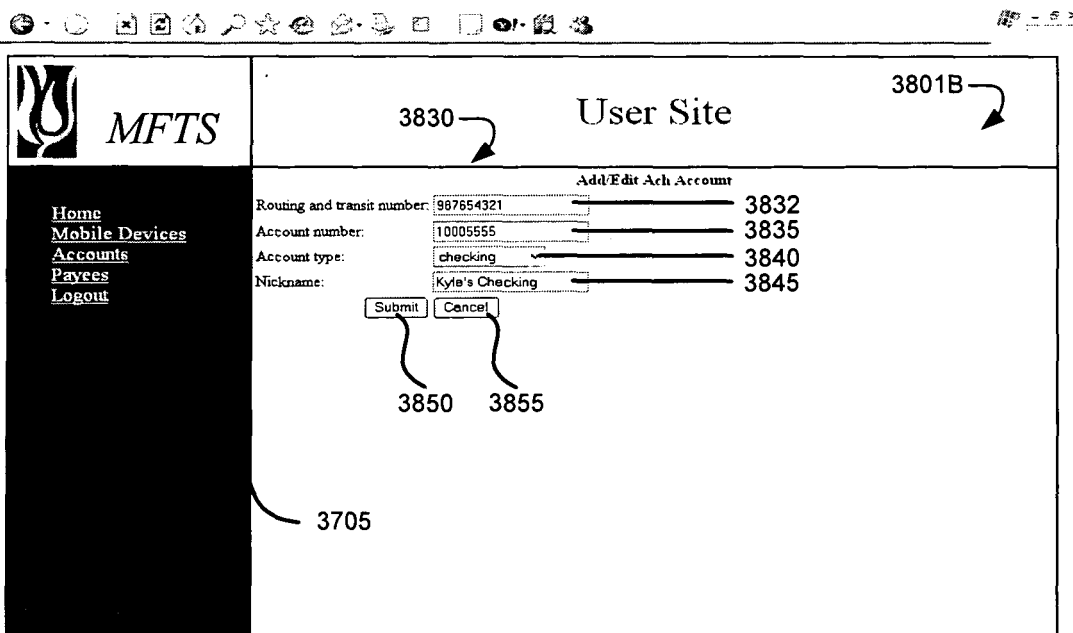 3801B
MFTS
3830
User Site
Add/Edit Ach Account
Home
Mobile Devices
Accounts
Payees
Logout
Routing and transit number: 987654321 3832
Account number: 10005555 3835
Account type: checking 3840
Nickname: Kyle's Checking 3845
Submit Cancel
3850 3855
3705